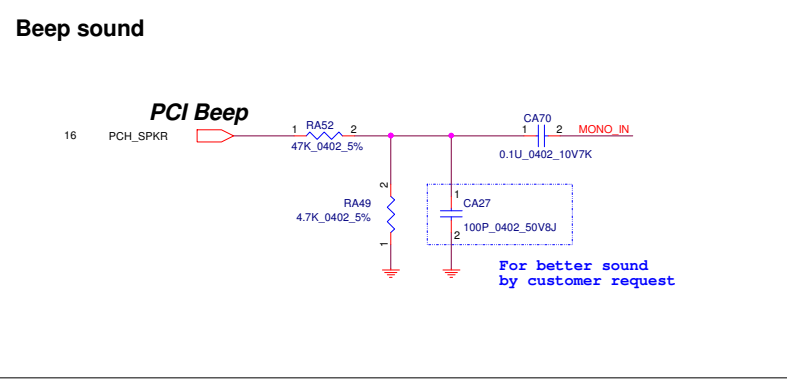 Beep sound
PCI Beep
16 PCH_SPKR
1 RA52 2
47K_0402_5%
CA70
1 2 MONO_IN
0.1U_0402_10V7K
2
RA49
4.7K_0402_5%
1
1
CA27
100P_0402_50V8J
2
For better sound
by customer request